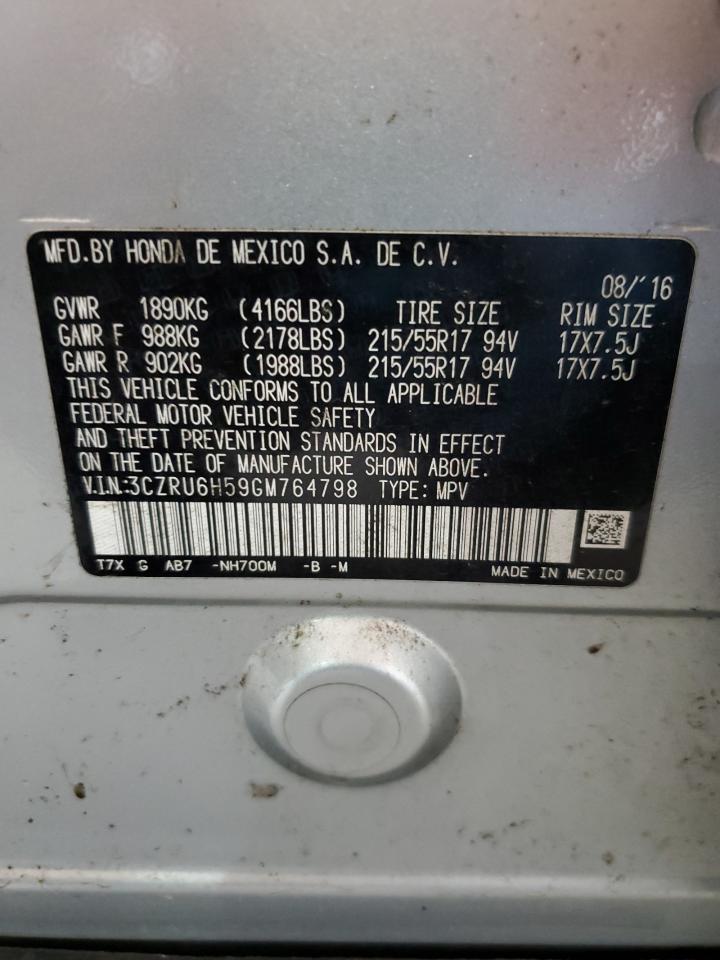 MFD.BY HONDA DE MEXICO S.A. DE C.V.
08/'16
GVWR 1890KG (4166LBS) TIRE SIZE RIM SIZE
GAWR F 988KG (2178LBS) 215/55R17 94V 17X7.5J
GAWR R 902KG (1988LBS) 215/55R17 94V 17X7.5J
THIS VEHICLE CONFORMS TO ALL APPLICABLE
FEDERAL MOTOR VEHICLE SAFETY
AND THEFT PREVENTION STANDARDS IN EFFECT
ON THE DATE OF MANUFACTURE SHOWN ABOVE.
V.I.N:3CZRU6H59GM764798 TYPE: MPV
T7X G AB7 -NH700M -B -M MADE IN MEXICO